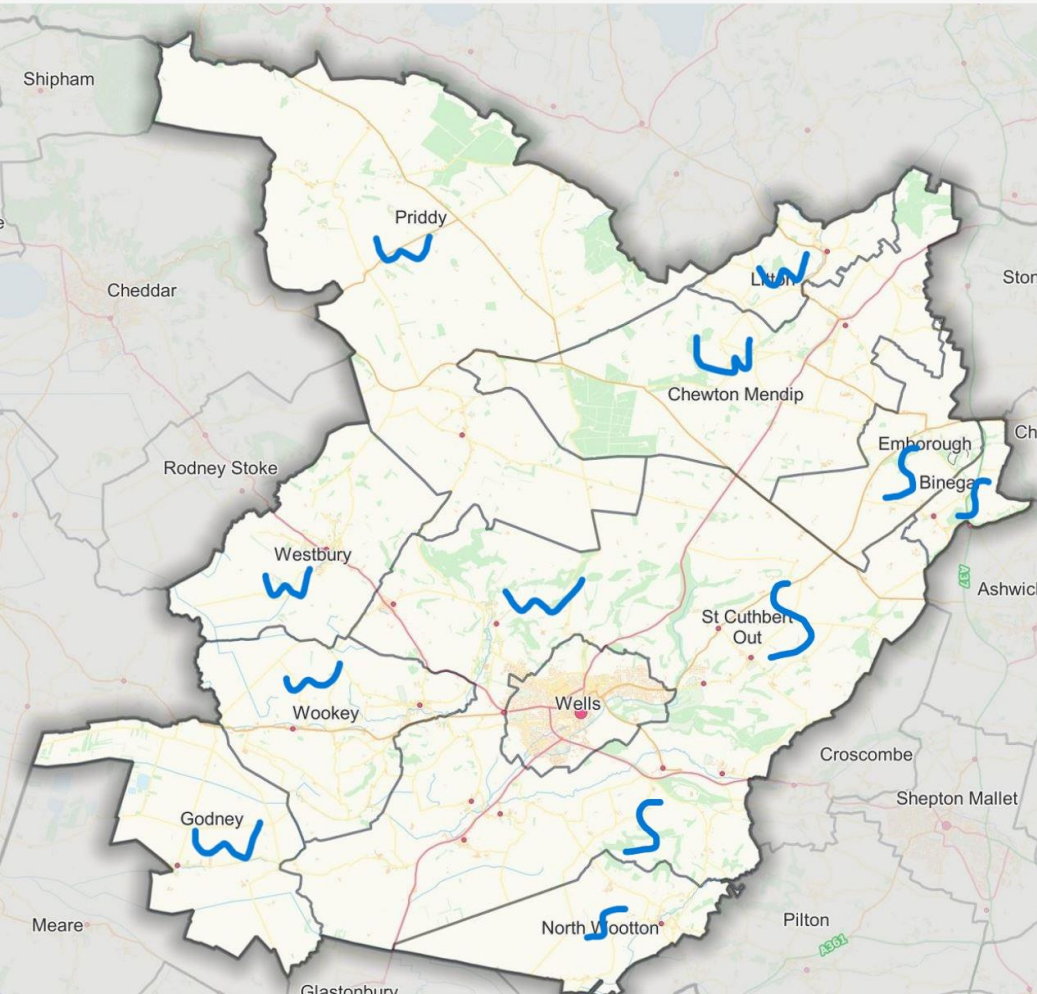 Shipham
Priddy
W
Cheddar
W
Litton
Ston
W
Chewton Mendip
Rodney Stoke
Emborough
Ch
S
Binegar
S
Westbury
W
W
A37
Ashwick
St Cuthbert
Out
S
W
Wookey
Wells
Croscombe
Shepton Mallet
Godney
W
S
Meare
North Wootton
S
Pilton
A361
Glastonbury